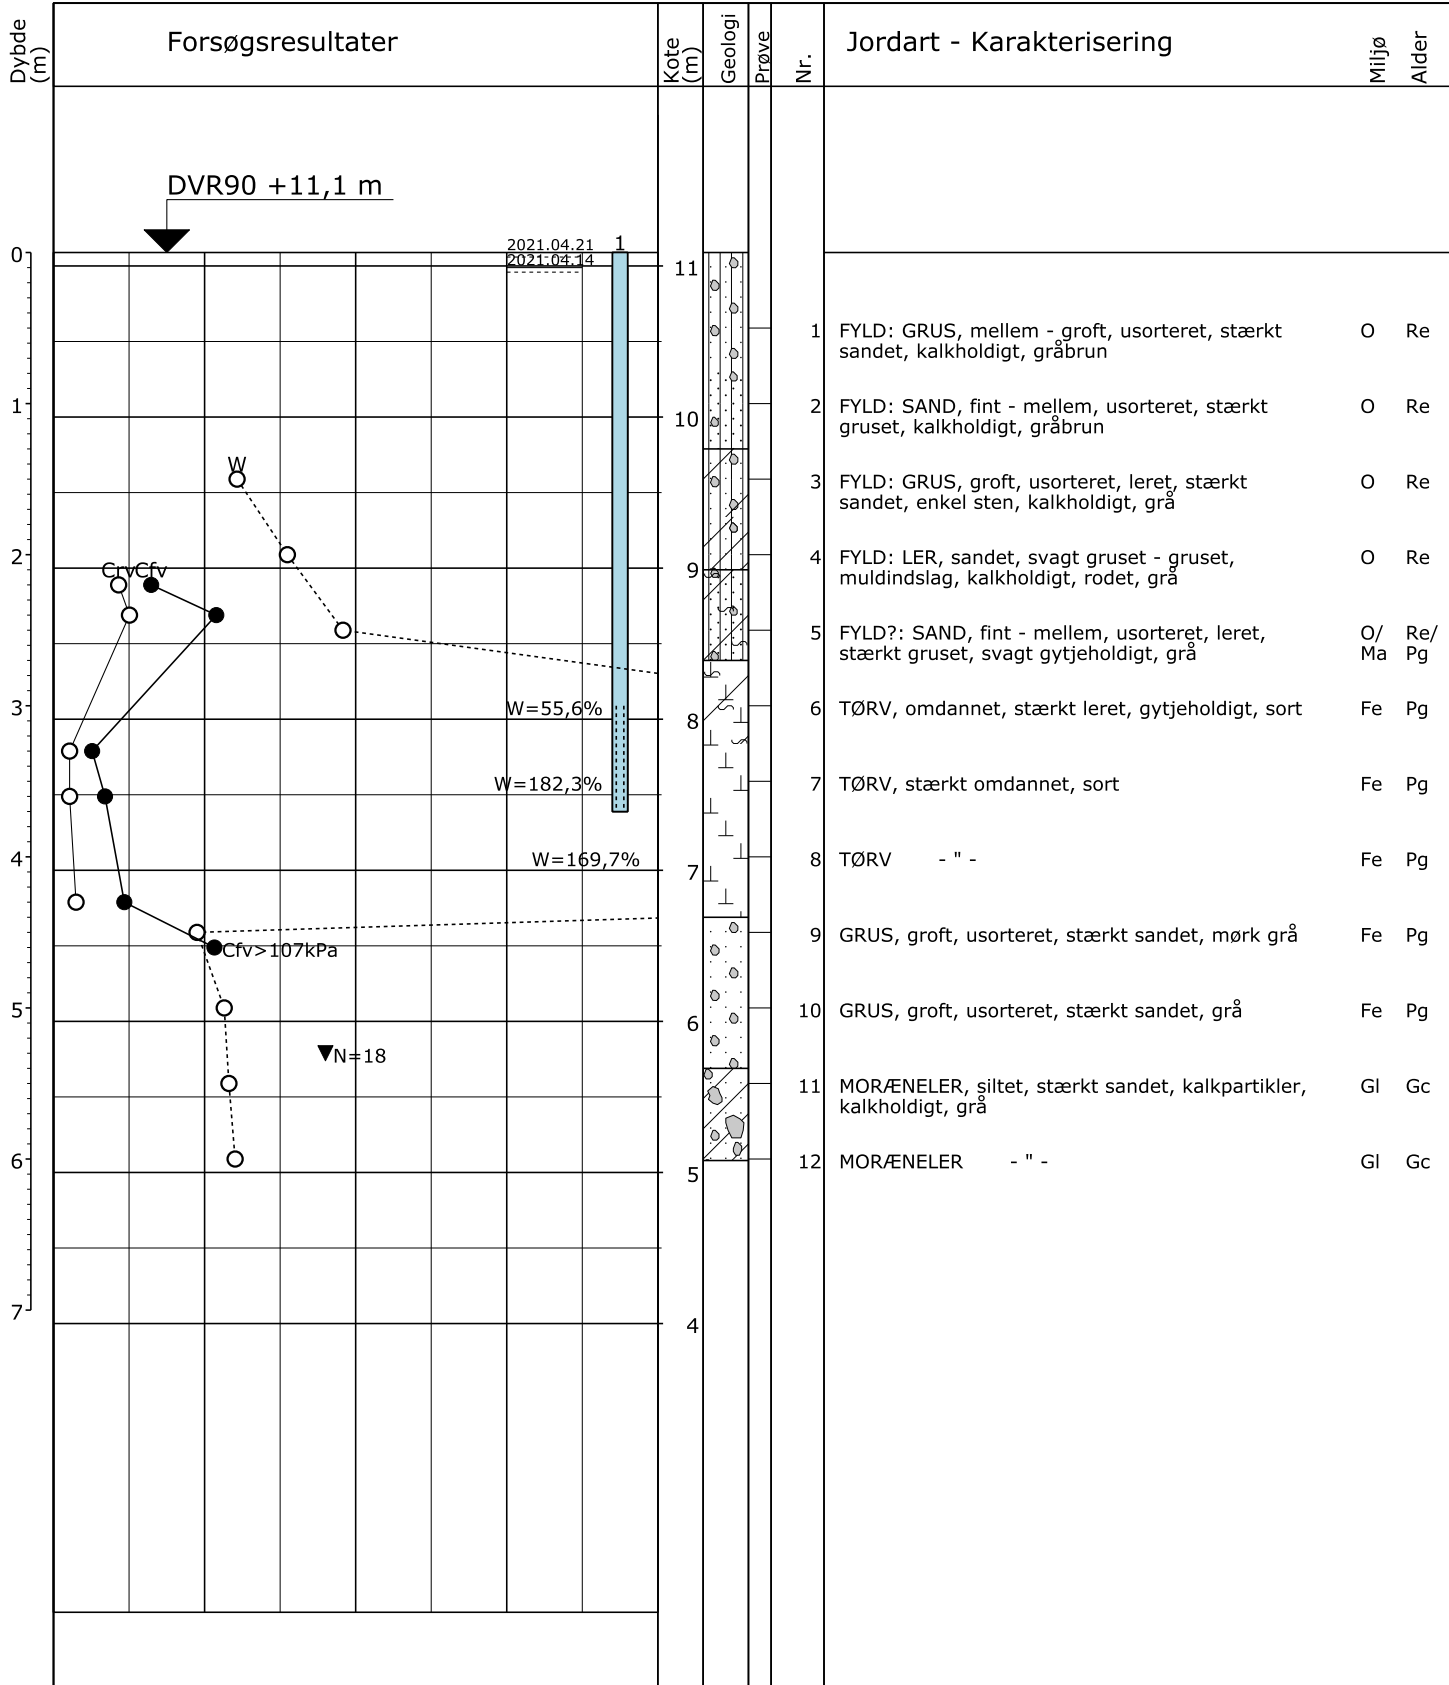 Dybde
(m)
Forsøgsresultater
Kote
(m)
Geologi
Prøve
Nr.
Jordart - Karakterisering
Miljø
Alder
DVR90 +11,1 m
2021.04.21
1
2021.04.14
0
11
1 FYLD: GRUS, mellem - groft, usorteret, stærkt O Re
sandet, kalkholdigt, gråbrun
1
10
2 FYLD: SAND, fint - mellem, usorteret, stærkt O Re
gruset, kalkholdigt, gråbrun
W
3 FYLD: GRUS, groft, usorteret, leret, stærkt O Re
sandet, enkel sten, kalkholdigt, grå
2
CrvCfv
9
4 FYLD: LER, sandet, svagt gruset - gruset, O Re
muldindslag, kalkholdigt, rodet, grå
5 FYLD?: SAND, fint - mellem, usorteret, leret, O/ Re/
stærkt gruset, svagt gytjeholdigt, grå Ma Pg
3
W=55,6%
8
6 TØRV, omdannet, stærkt leret, gytjeholdigt, sort Fe Pg
W=182,3%
7 TØRV, stærkt omdannet, sort Fe Pg
4
W=169,7%
7
8 TØRV - " - Fe Pg
Cfv>107kPa
9 GRUS, groft, usorteret, stærkt sandet, mørk grå Fe Pg
5
6
10 GRUS, groft, usorteret, stærkt sandet, grå Fe Pg
N=18
11 MORÆNELER, siltet, stærkt sandet, kalkpartikler, Gl Gc
kalkholdigt, grå
6
5
12 MORÆNELER - " - Gl Gc
7
4